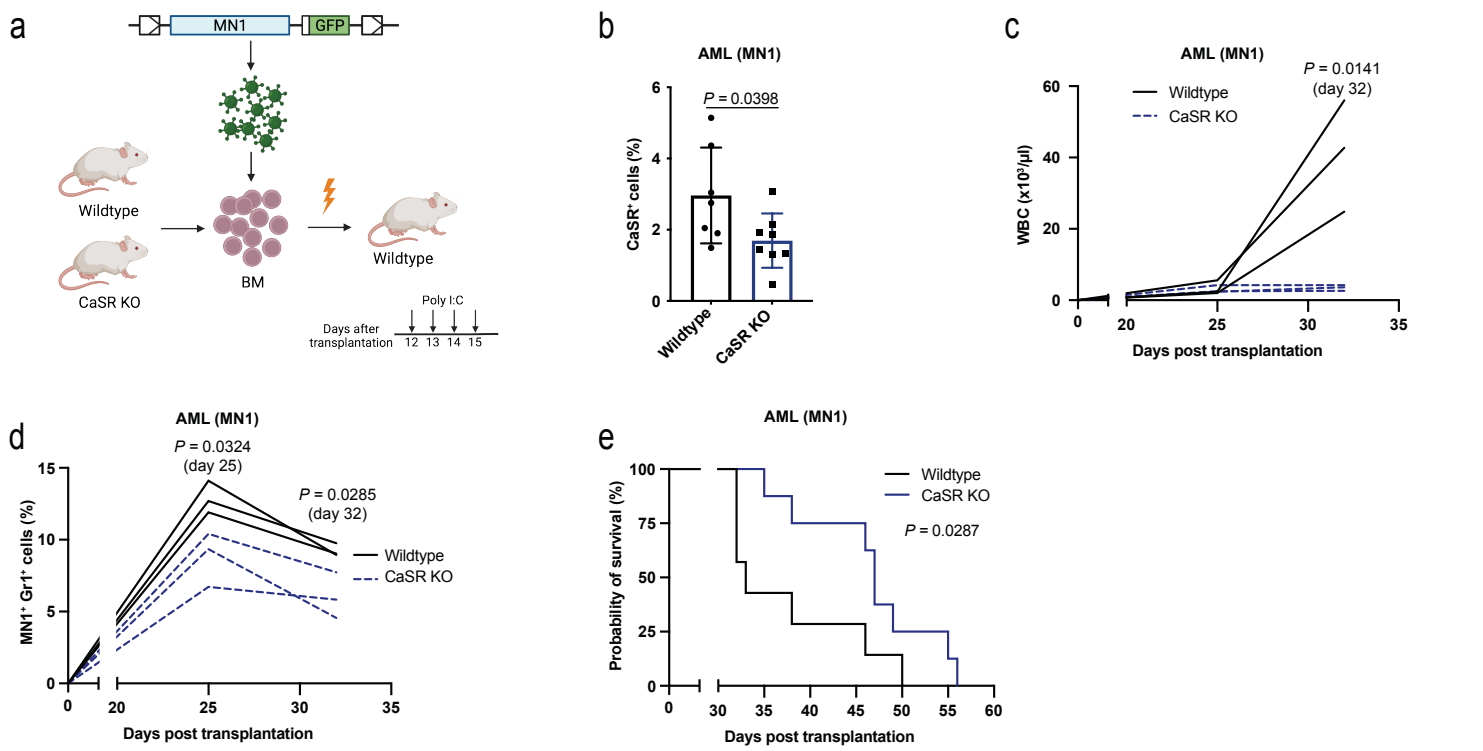 a
MN1
GFP
Wildtype
CaSR KO
BM
Wildtype
Poly I:C
Days after
transplantation
12 13 14 15
b
AML (MN1)
P = 0.0398
CaSR⁺ cells (%)
6
4
2
0
Wildtype
CaSR KO
c
AML (MN1)
P = 0.0141
(day 32)
Wildtype
CaSR KO
WBC (x10³/µl)
60
40
20
0
0 20 25 30 35
Days post transplantation
d
AML (MN1)
P = 0.0324
(day 25)
P = 0.0285
(day 32)
Wildtype
CaSR KO
MN1⁺ Gr1⁺ cells (%)
15
10
5
0
0 20 25 30 35
Days post transplantation
e
AML (MN1)
Wildtype
CaSR KO
P = 0.0287
Probability of survival (%)
100
75
50
25
0
0 30 35 40 45 50 55 60
Days post transplantation